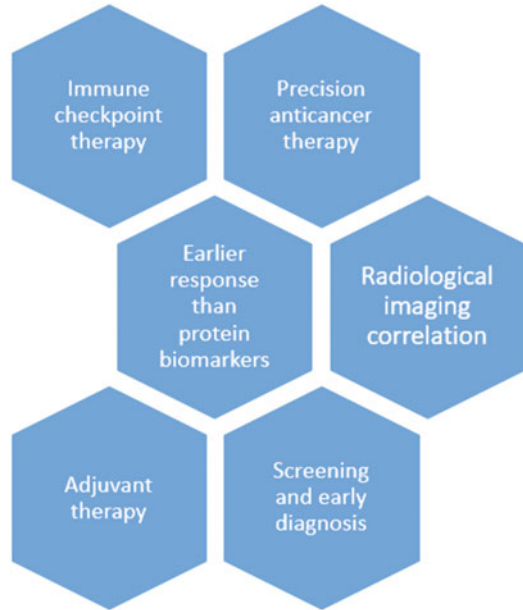 Immune
checkpoint
therapy
Precision
anticancer
therapy
Earlier
response
than
protein
biomarkers
Radiological
imaging
correlation
Adjuvant
therapy
Screening
and early
diagnosis